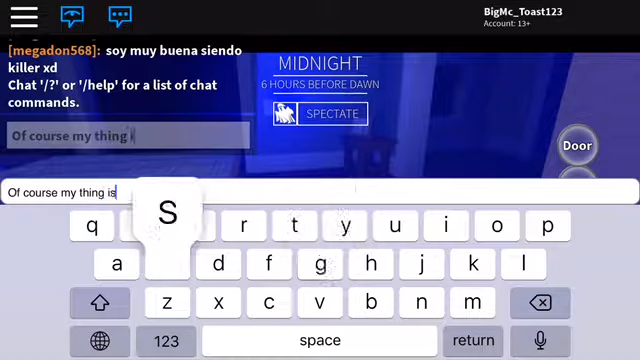 BigMc_Toast123
Account: 13+
[megadon568]: soy muy buena siendo
killer xd
Chat '/?' or '/help' for a list of chat
commands.
MIDNIGHT
6 HOURS BEFORE DAWN
SPECTATE
Of course my thing i
Door
Of course my thing is
S
q r t y u i o p
a d f g h j k l
z x c v b n m
123 space return